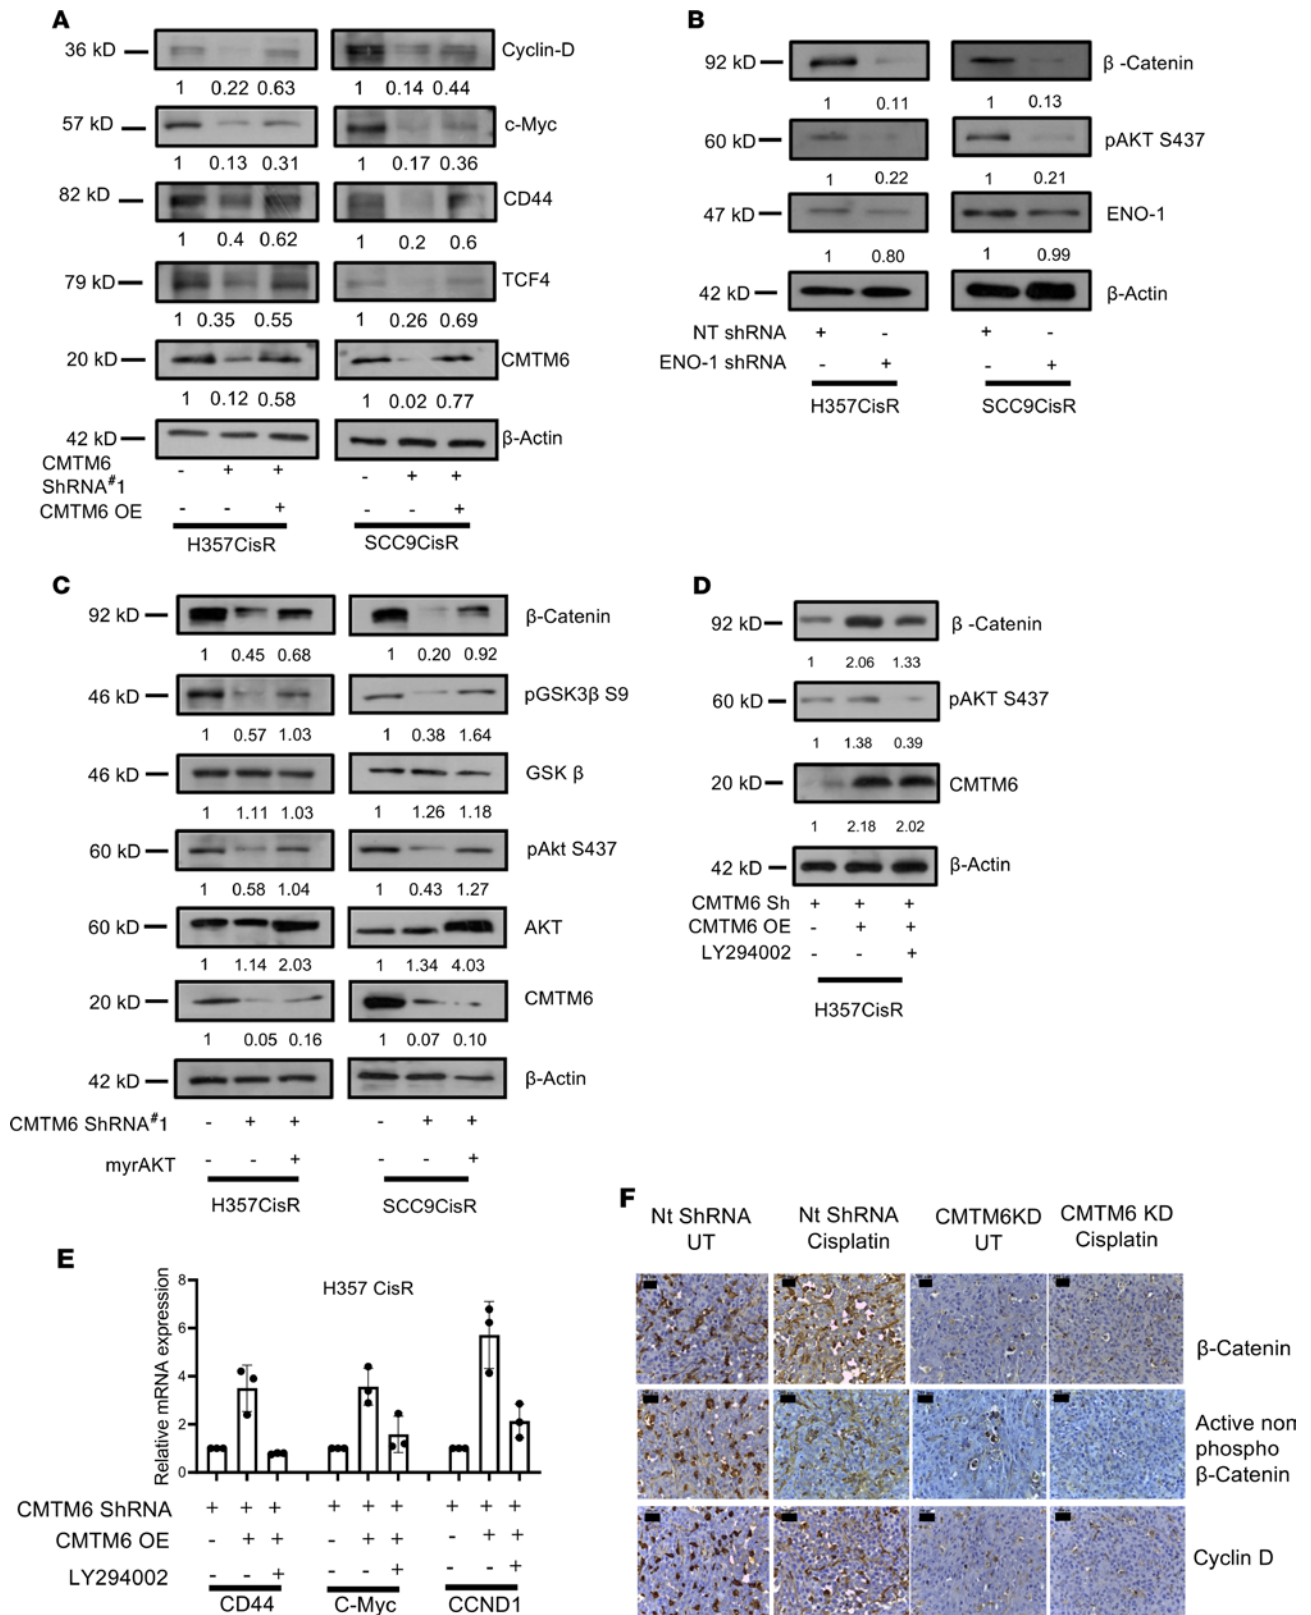 A
36 kD Cyclin-D
1 0.22 0.63 1 0.14 0.44
57 kD c-Myc
1 0.13 0.31 1 0.17 0.36
82 kD CD44
1 0.4 0.62 1 0.2 0.6
79 kD TCF4
1 0.35 0.55 1 0.26 0.69
20 kD CMTM6
1 0.12 0.58 1 0.02 0.77
42 kD β-Actin
CMTM6
ShRNA#1 - + + - + +
CMTM6 OE - - + - - +
H357CisR SCC9CisR
B
92 kD β -Catenin
1 0.11 1 0.13
60 kD pAKT S437
1 0.22 1 0.21
47 kD ENO-1
1 0.80 1 0.99
42 kD β-Actin
NT shRNA + - + -
ENO-1 shRNA - + - +
H357CisR SCC9CisR
C
92 kD β-Catenin
1 0.45 0.68 1 0.20 0.92
46 kD pGSK3β S9
1 0.57 1.03 1 0.38 1.64
46 kD GSK β
1 1.11 1.03 1 1.26 1.18
60 kD pAkt S437
1 0.58 1.04 1 0.43 1.27
60 kD AKT
1 1.14 2.03 1 1.34 4.03
20 kD CMTM6
1 0.05 0.16 1 0.07 0.10
42 kD β-Actin
CMTM6 ShRNA#1 - + + - + +
myrAKT - - + - - +
H357CisR SCC9CisR
D
92 kD β -Catenin
1 2.06 1.33
60 kD pAKT S437
1 1.38 0.39
20 kD CMTM6
1 2.18 2.02
42 kD β-Actin
CMTM6 Sh + + +
CMTM6 OE - + +
LY294002 - - +
H357CisR
E
H357 CisR
Relative mRNA expression
8
6
4
2
0
CMTM6 ShRNA + + + + + + + + +
CMTM6 OE - + + - + + - + +
LY294002 - - + - - + - - +
CD44 C-Myc CCND1
F
Nt ShRNA Nt ShRNA CMTM6KD CMTM6 KD
UT Cisplatin UT Cisplatin
β-Catenin
Active non
phospho
β-Catenin
Cyclin D